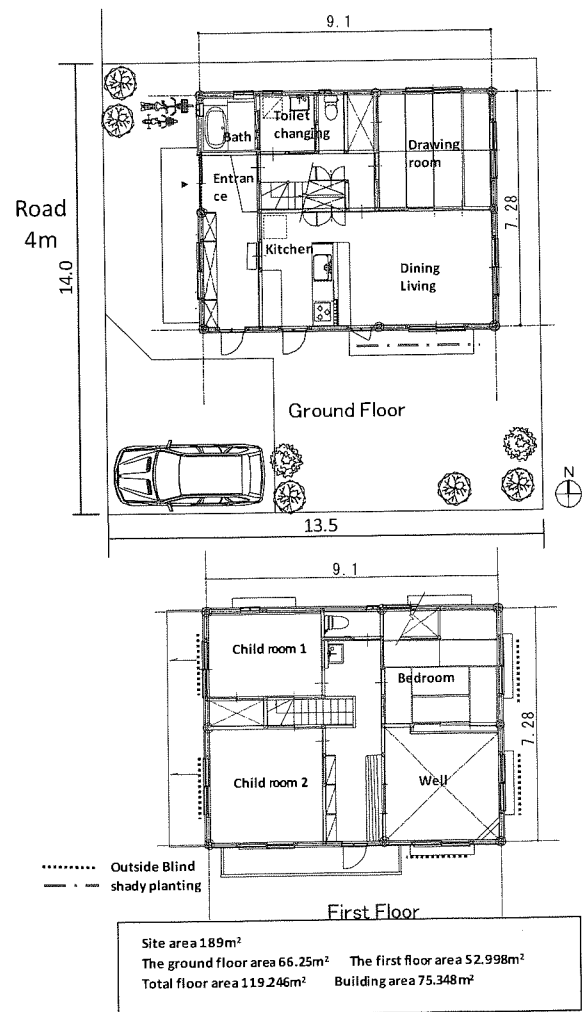 9.1
Bath
Toilet
changing
Drawing
room
Entran
ce
Road
4m
14.0
7.28
Kitchen
Dining
Living
Ground Floor
N
13.5
9.1
Child room 1
Bedroom
7.28
Child room 2
Well
Outside Blind
shady planting
First Floor
Site area 189m²
The ground floor area 66.25m² The first floor area 52.998m²
Total floor area 119.246m² Building area 75.348m²